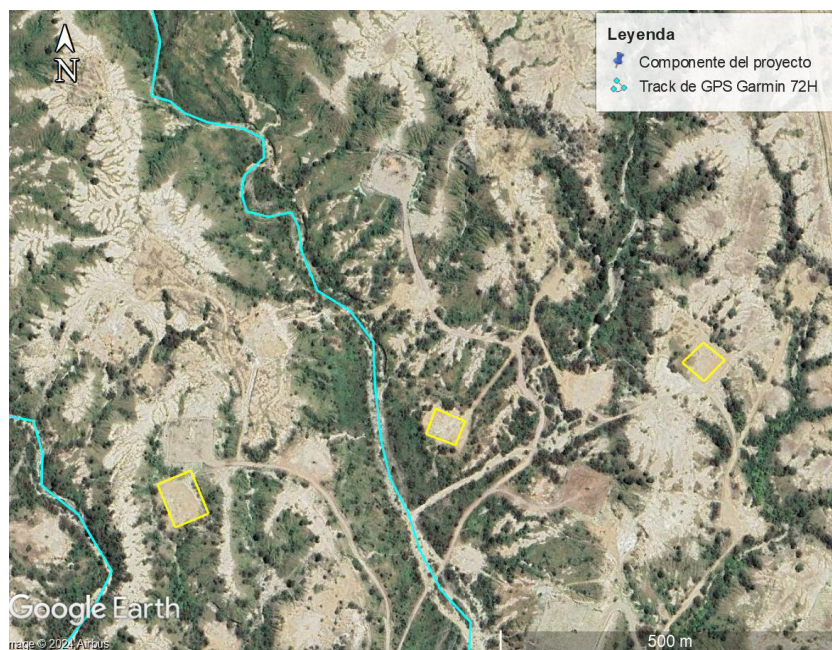 N
Leyenda
Componente del proyecto
Track de GPS Garmin 72H
Google Earth
mage © 2024 Airbus
500 m